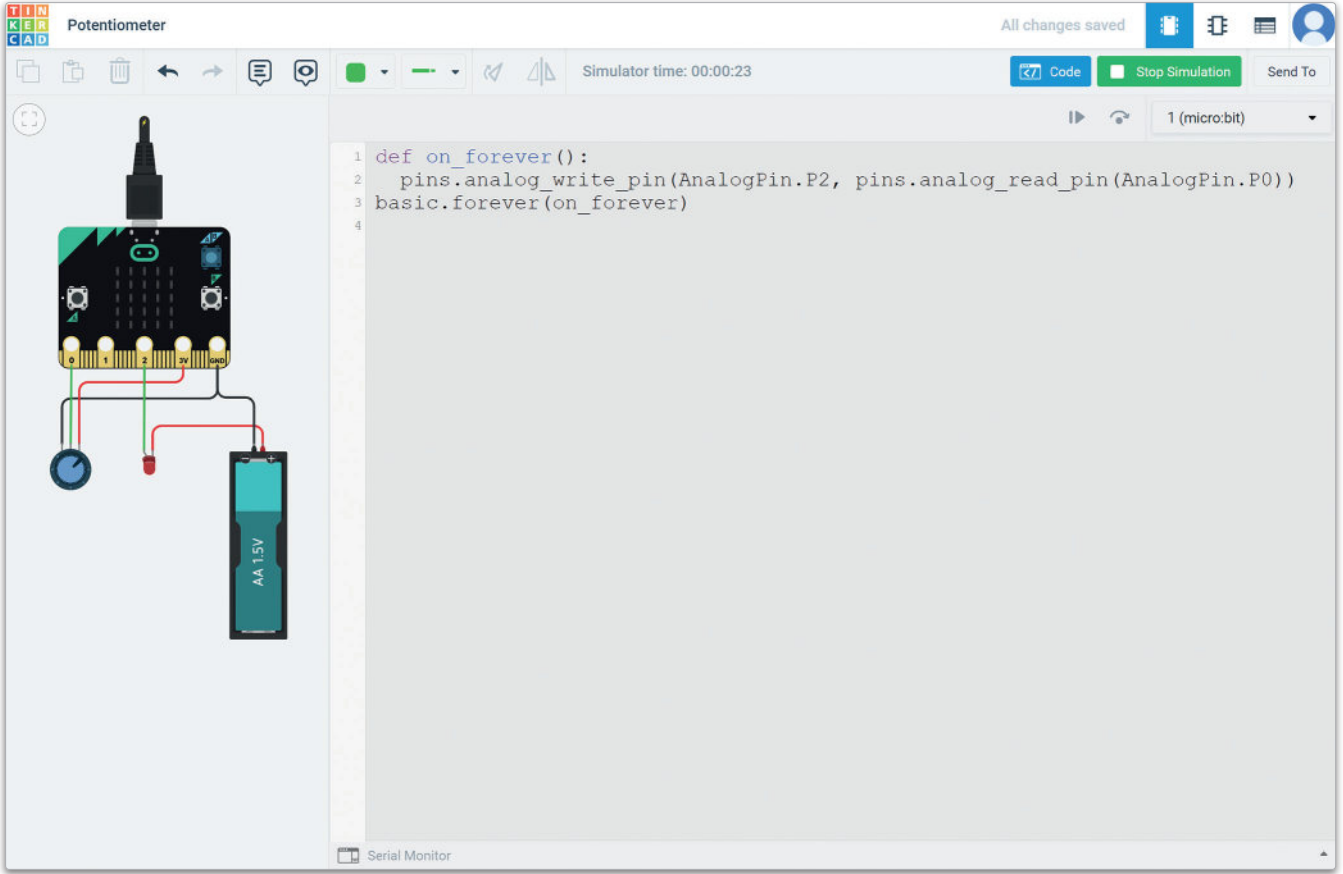 TIN
KER
CAD
Potentiometer
All changes saved
Simulator time: 00:00:23
Code
Stop Simulation
Send To
1 (micro:bit)
1 def on_forever():
2 pins.analog_write_pin(AnalogPin.P2, pins.analog_read_pin(AnalogPin.P0))
3 basic.forever(on_forever)
4
A+B
B
A
0 1 2 3V GND
- +
AA 1.5V
Serial Monitor